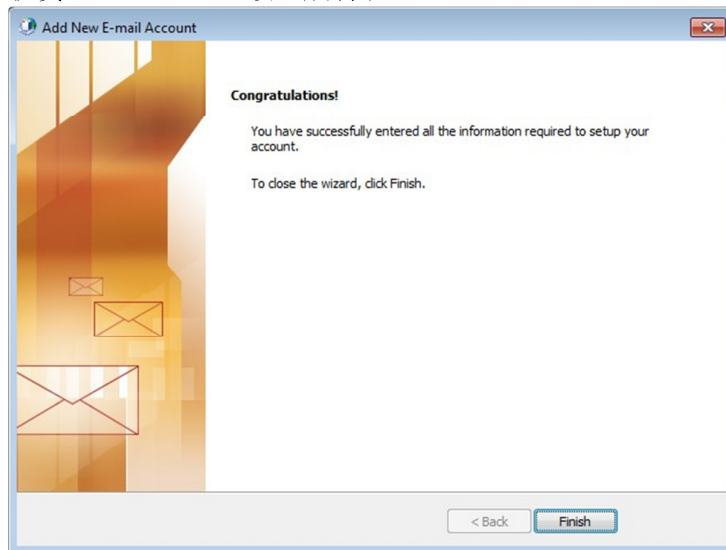 Add New E-mail Account
Congratulations!
You have successfully entered all the information required to setup your
account.
To close the wizard, click Finish.
< Back
Finish